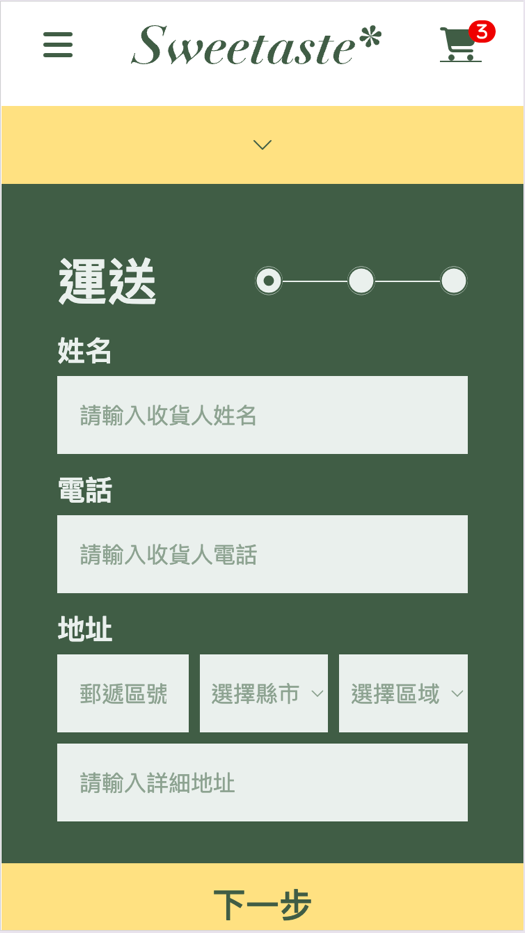 Sweetaste*
3
運送
姓名
請輸入收貨人姓名
電話
請輸入收貨人電話
地址
郵遞區號 選擇縣市 選擇區域
請輸入詳細地址
下一步